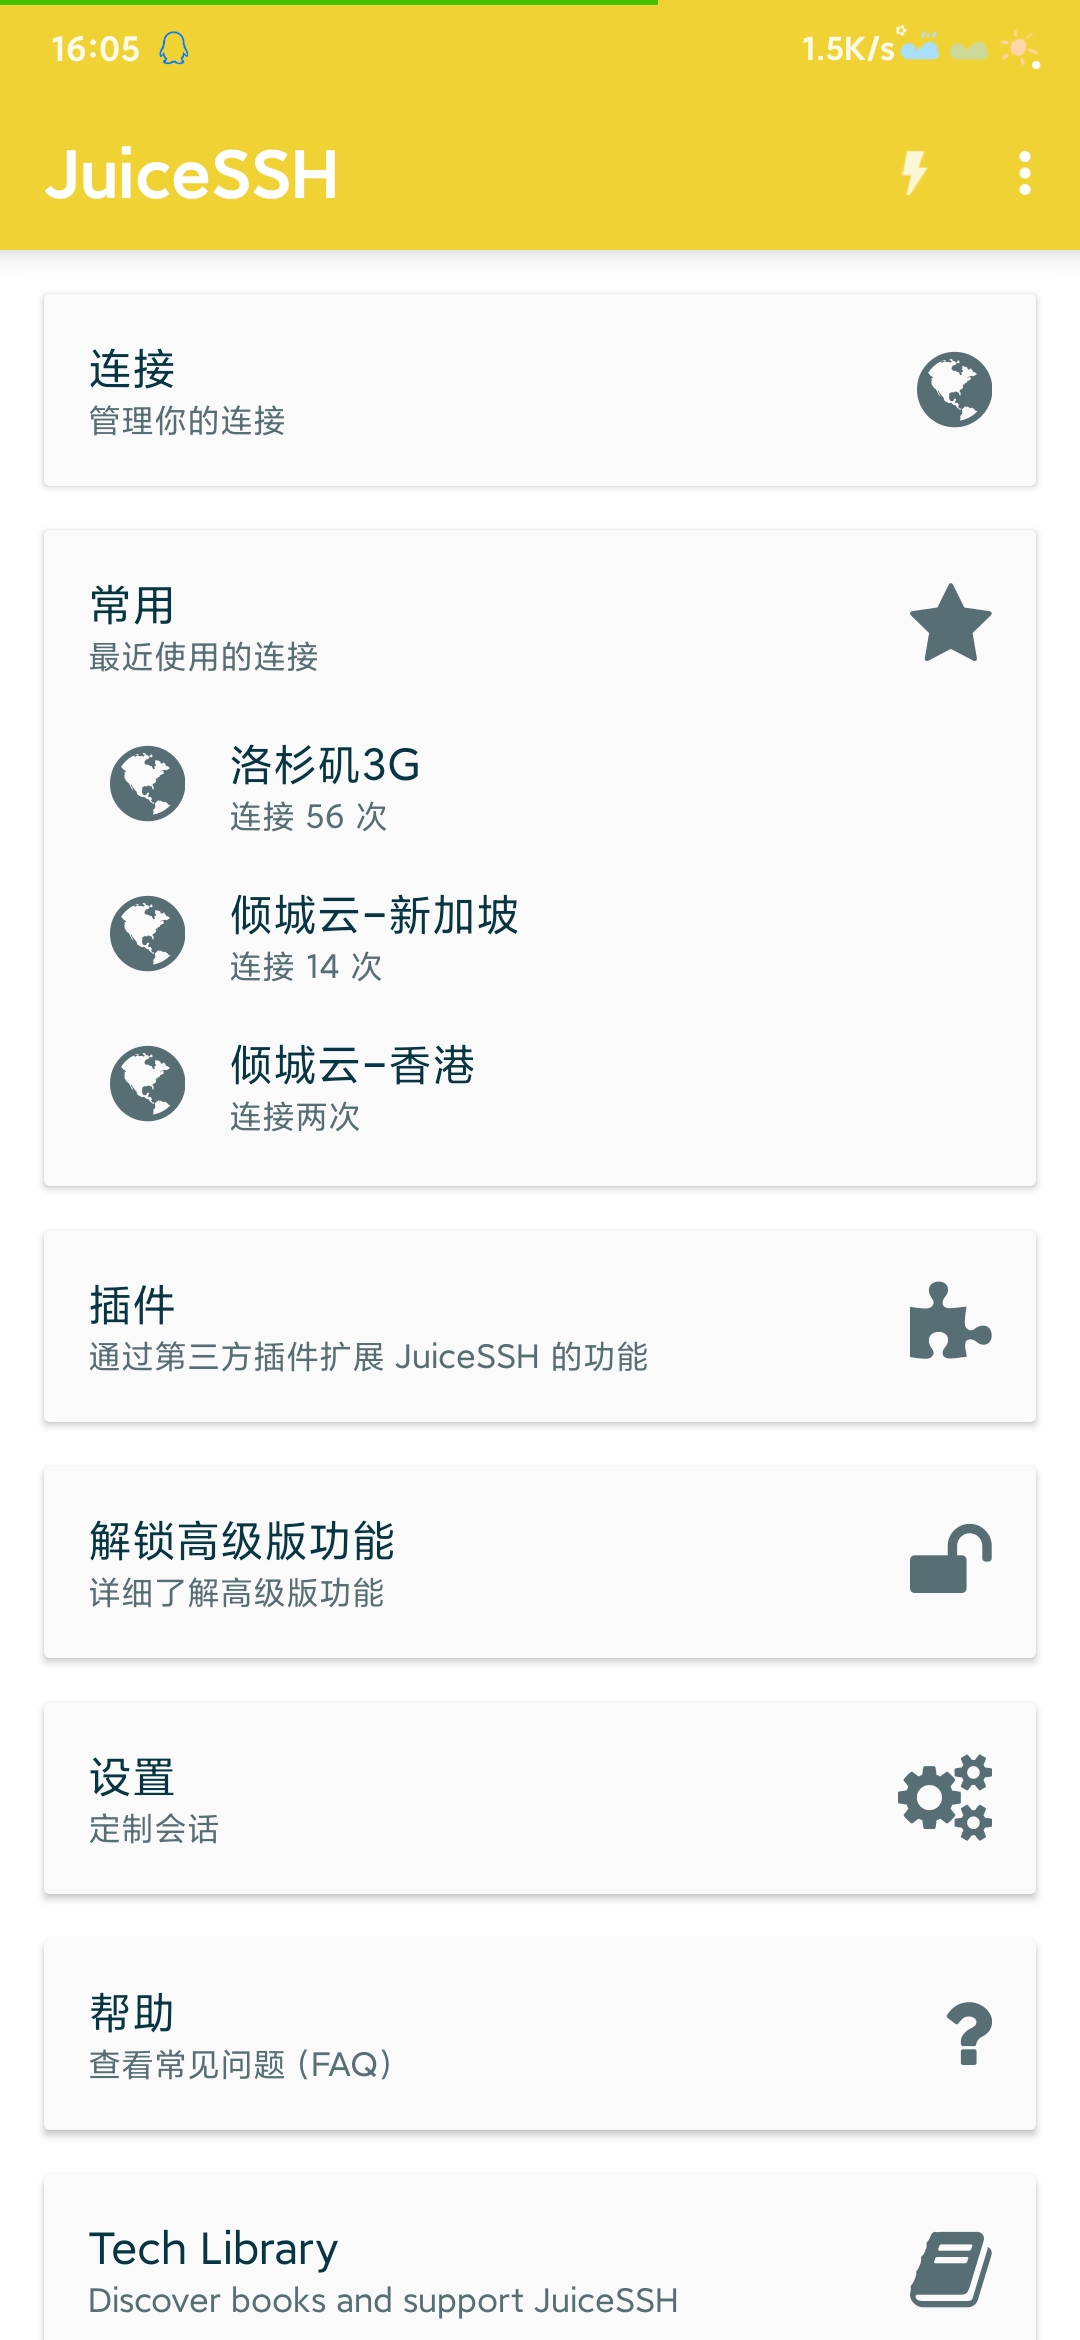 16:05
1.5K/s
JuiceSSH
连接
管理你的连接
常用
最近使用的连接
洛杉矶3G
连接 56 次
倾城云-新加坡
连接 14 次
倾城云-香港
连接两次
插件
通过第三方插件扩展 JuiceSSH 的功能
解锁高级版功能
详细了解高级版功能
设置
定制会话
帮助
查看常见问题 (FAQ)
Tech Library
Discover books and support JuiceSSH